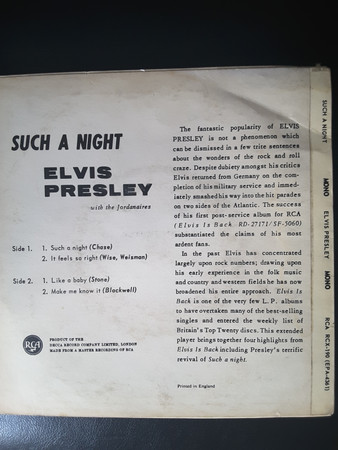 SUCH A NIGHT
ELVIS
PRESLEY
with the Jordanaires
Side 1. 1. Such a night (Chase)
2. It feels so right (Wise, Weisman)
Side 2. 1. Like a baby (Stone)
2. Make me know it (Blackwell)
RCA
PRODUCT OF THE
DECCA RECORD COMPANY LIMITED, LONDON
MADE FROM A MASTER RECORDING OF RCA
The fantastic popularity of ELVIS
PRESLEY is not a phenomenon which
can be dismissed in a few trite sentences
about the wonders of the rock and roll
craze. Despite dubiety amongst his critics
Elvis returned from Germany on the com-
pletion of his military service and immed-
iately smashed his way into the hit parades
on two sides of the Atlantic. The success
of his first post-service album for RCA
(Elvis Is Back RD-27171/SF-5060)
substantiated the claims of his most
ardent fans.
In the past Elvis has concentrated
largely upon rock numbers; drawing upon
his early experience in the folk music
and country and western fields he has now
broadened his entire approach. Elvis Is
Back is one of the very few L.P. albums
to have overtaken many of the best-selling
singles and entered the weekly list of
Britain's Top Twenty discs. This extended
player brings together four highlights from
Elvis Is Back including Presley's terrific
revival of Such a night.
Printed in England
SUCH A NIGHT MONO ELVIS PRESLEY MONO RCA RCX-190 (EPA-4361)